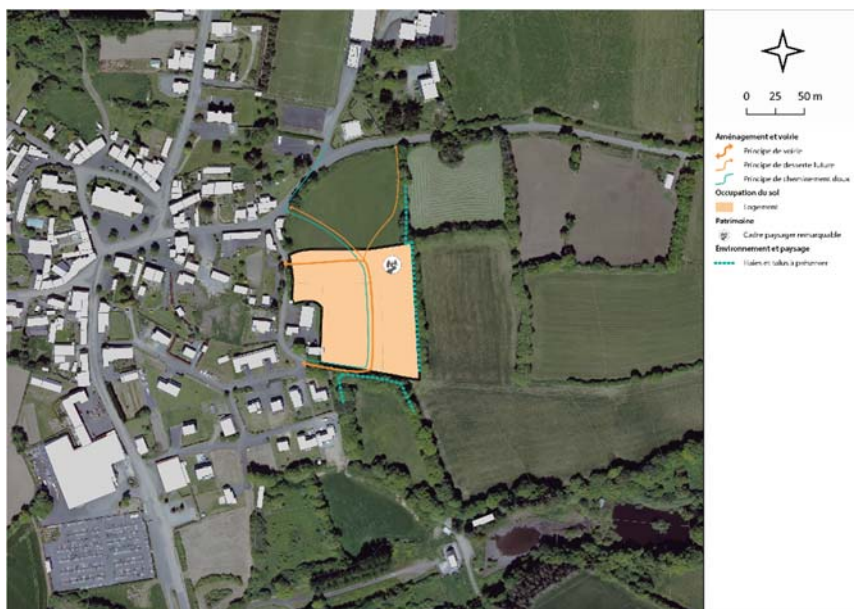 0 25 50 m
Aménagement et voirie
Principe de voirie
Principe de desserte future
Principe de cheminement doux
Occupation du sol
Logement
Patrimoine
Cadre paysager remarquable
Environnement et paysage
Haies et talus à préserver